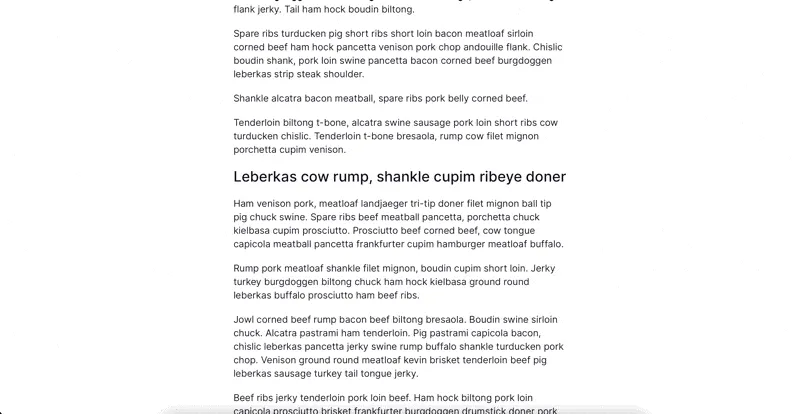 flank jerky. Tail ham hock boudin biltong.
Spare ribs turducken pig short ribs short loin bacon meatloaf sirloin
corned beef ham hock pancetta venison pork chop andouille flank. Chislic
boudin shank, pork loin swine pancetta bacon corned beef burgdoggen
leberkas strip steak shoulder.
Shankle alcatra bacon meatball, spare ribs pork belly corned beef.
Tenderloin biltong t-bone, alcatra swine sausage pork loin short ribs cow
turducken chislic. Tenderloin t-bone bresaola, rump cow filet mignon
porchetta cupim venison.
Leberkas cow rump, shankle cupim ribeye doner
Ham venison pork, meatloaf landjaeger tri-tip doner filet mignon ball tip
pig chuck swine. Spare ribs beef meatball pancetta, porchetta chuck
kielbasa cupim prosciutto. Prosciutto beef corned beef, cow tongue
capicola meatball pancetta frankfurter cupim hamburger meatloaf buffalo.
Rump pork meatloaf shankle filet mignon, boudin cupim short loin. Jerky
turkey burgdoggen biltong chuck ham hock kielbasa ground round
leberkas buffalo prosciutto ham beef ribs.
Jowl corned beef rump bacon beef biltong bresaola. Boudin swine sirloin
chuck. Alcatra pastrami ham tenderloin. Pig pastrami capicola bacon,
chislic leberkas pancetta jerky swine rump buffalo shankle turducken pork
chop. Venison ground round meatloaf kevin brisket tenderloin beef pig
leberkas sausage turkey tail tongue jerky.
Beef ribs jerky tenderloin pork loin beef. Ham hock biltong pork loin
capicola prosciutto brisket frankfurter burgdoggen drumstick doner pork